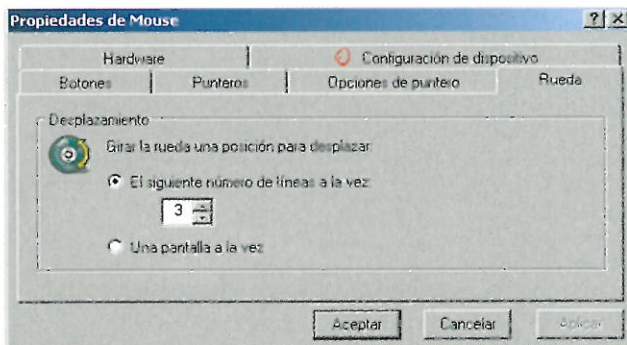 Propiedades de Mouse
Hardware
Configuración de dispositivo
Botones
Punteros
Opciones de puntero
Rueda
Desplazamiento
Girar la rueda una posición para desplazar:
El siguiente número de líneas a la vez:
3
Una pantalla a la vez
Aceptar
Cancelar
Aplicar